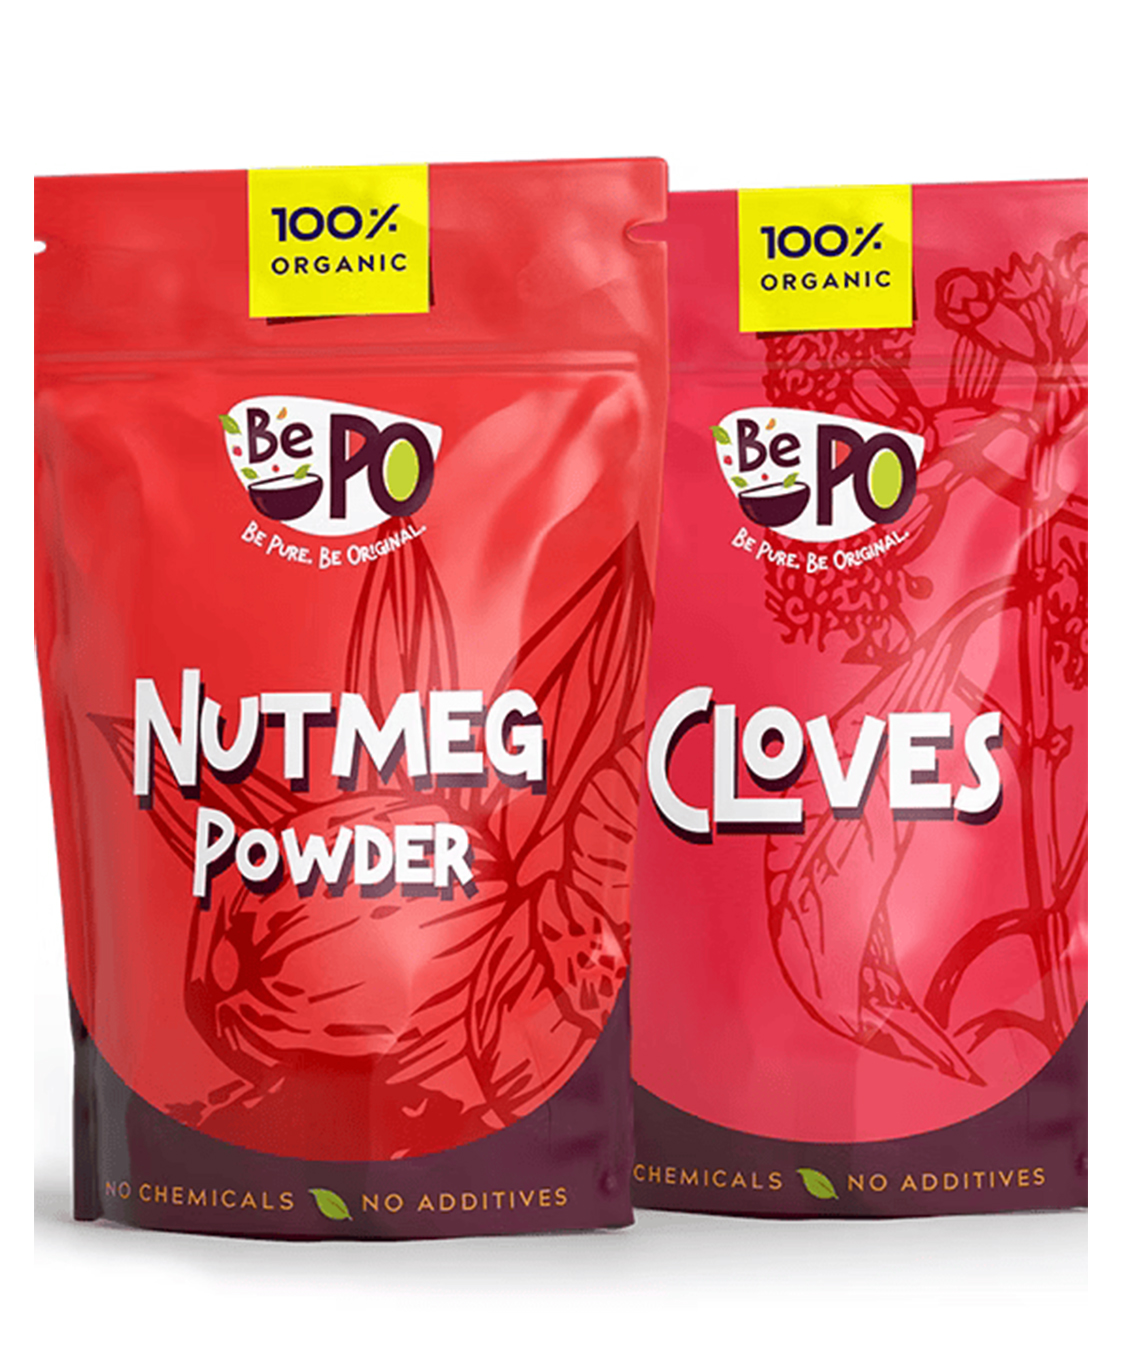 100%
ORGANIC
Be PO
BE PURE. BE ORIGINAL.
NUTMEG
POWDER
NO CHEMICALS NO ADDITIVES
100%
ORGANIC
Be PO
BE PURE. BE ORIGINAL.
CLOVES
CHEMICALS NO ADDITIVES